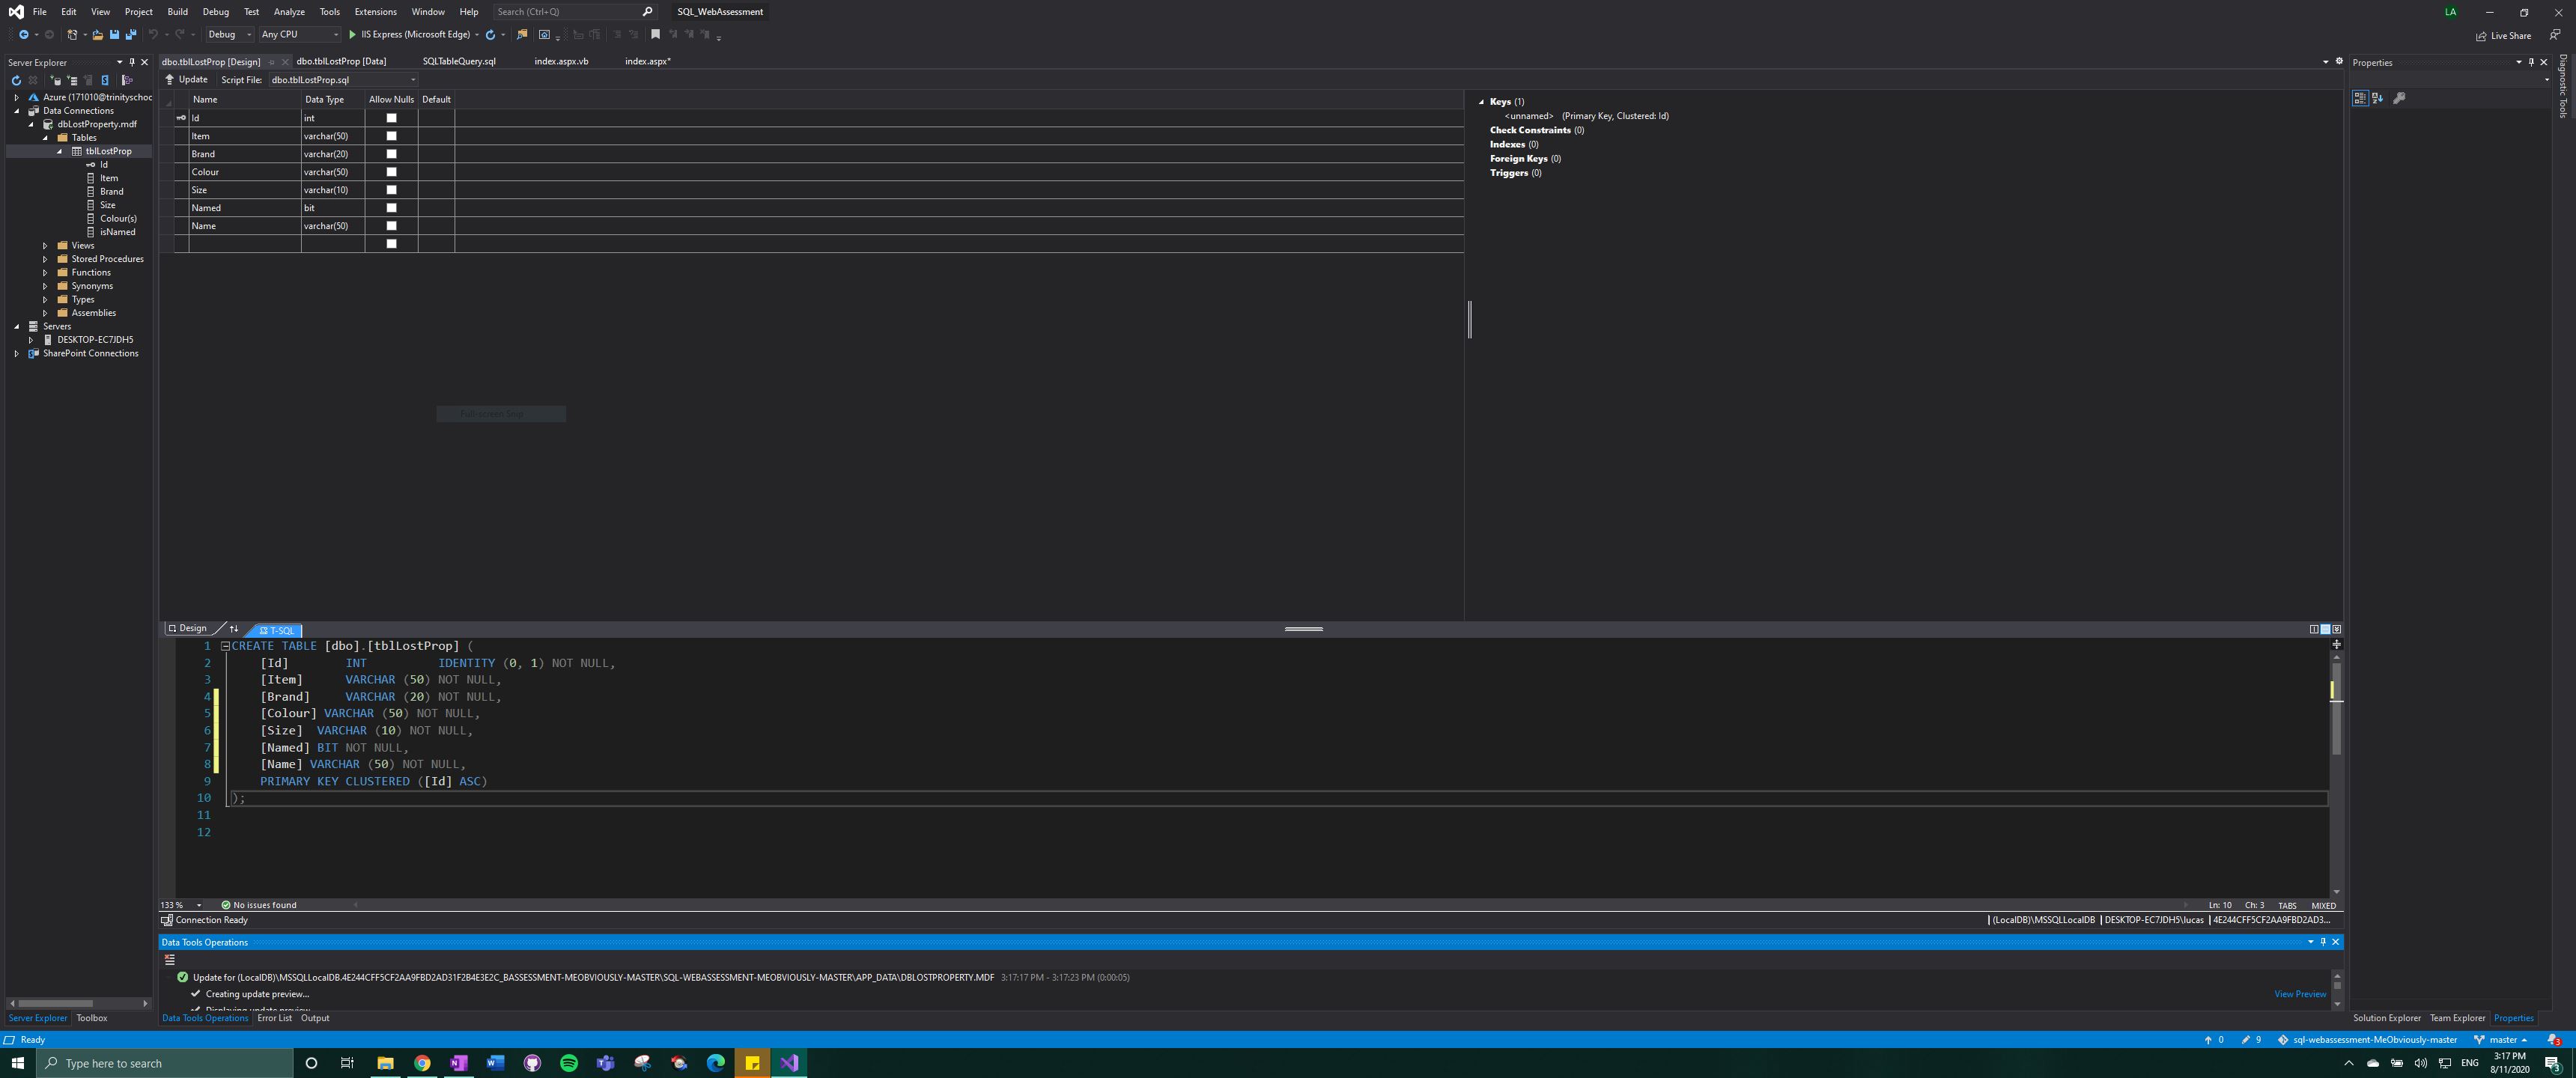 File Edit View Project Build Debug Test Analyze Tools Extensions Window Help Search (Ctrl+Q) SQL_WebAssessment LA
Debug Any CPU IIS Express (Microsoft Edge) Live Share
Server Explorer
Azure (171010@trinityschoc
Data Connections
dbLostProperty.mdf
Tables
tblLostProp
Id
Item
Brand
Size
Colour(s)
isNamed
Views
Stored Procedures
Functions
Synonyms
Types
Assemblies
Servers
DESKTOP-EC7JDH5
SharePoint Connections
Server Explorer Toolbox
dbo.tblLostProp [Design] dbo.tblLostProp [Data] SQLTableQuery.sql index.aspx.vb index.aspx*
Update Script File: dbo.tblLostProp.sql
Name Data Type Allow Nulls Default
Id int
Item varchar(50)
Brand varchar(20)
Colour varchar(50)
Size varchar(10)
Named bit
Name varchar(50)
Keys (1)
<unnamed> (Primary Key, Clustered: Id)
Check Constraints (0)
Indexes (0)
Foreign Keys (0)
Triggers (0)
Design T-SQL
1 CREATE TABLE [dbo].[tblLostProp] (
2 [Id] INT IDENTITY (0, 1) NOT NULL,
3 [Item] VARCHAR (50) NOT NULL,
4 [Brand] VARCHAR (20) NOT NULL,
5 [Colour] VARCHAR (50) NOT NULL,
6 [Size] VARCHAR (10) NOT NULL,
7 [Named] BIT NOT NULL,
8 [Name] VARCHAR (50) NOT NULL,
9 PRIMARY KEY CLUSTERED ([Id] ASC)
10 );
11
12
133 % No issues found Ln: 10 Ch: 3 TABS MIXED
Connection Ready (LocalDB)\MSSQLLocalDB DESKTOP-EC7JDH5\lucas 4E244CFF5CF2AA9FBD2AD3...
Data Tools Operations
Update for (LocalDB)\MSSQLLocalDB.4E244CFF5CF2AA9FBD2AD31F2B4E3E2C_BASSESSMENT-MEOBVIOUSLY-MASTER\SQL-WEBASSESSMENT-MEOBVIOUSLY-MASTER\APP_DATA\DBLOSTPROPERTY.MDF 3:17:17 PM - 3:17:23 PM (0:00:05)
Creating update preview...
View Preview
Displaying update preview
Data Tools Operations Error List Output
Properties
Diagnostic Tools
Solution Explorer Team Explorer Properties
Ready 0 9 sql-webassessment-MeObviously-master master 3
Type here to search
ENG
3:17 PM
8/11/2020
3